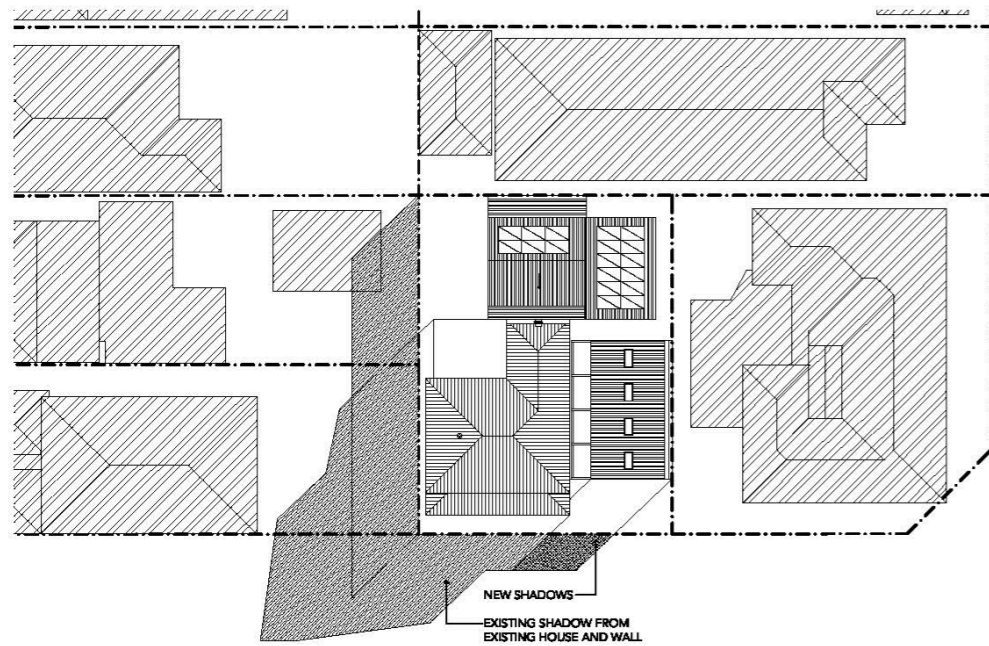 NEW SHADOWS
EXISTING SHADOW FROM
EXISTING HOUSE AND WALL